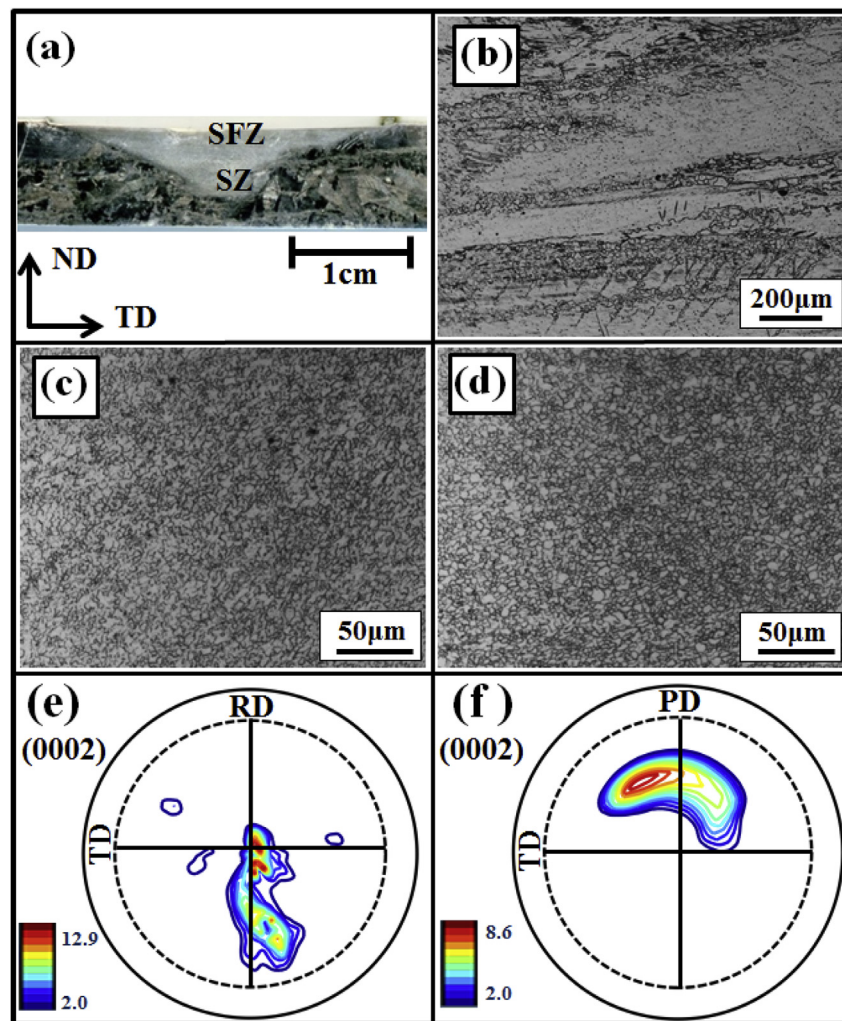 (a)
SFZ
SZ
ND
TD
1cm
(b)
200μm
(c)
50μm
(d)
50μm
(e)
RD
(0002)
TD
12.9
2.0
(f)
PD
(0002)
TD
8.6
2.0